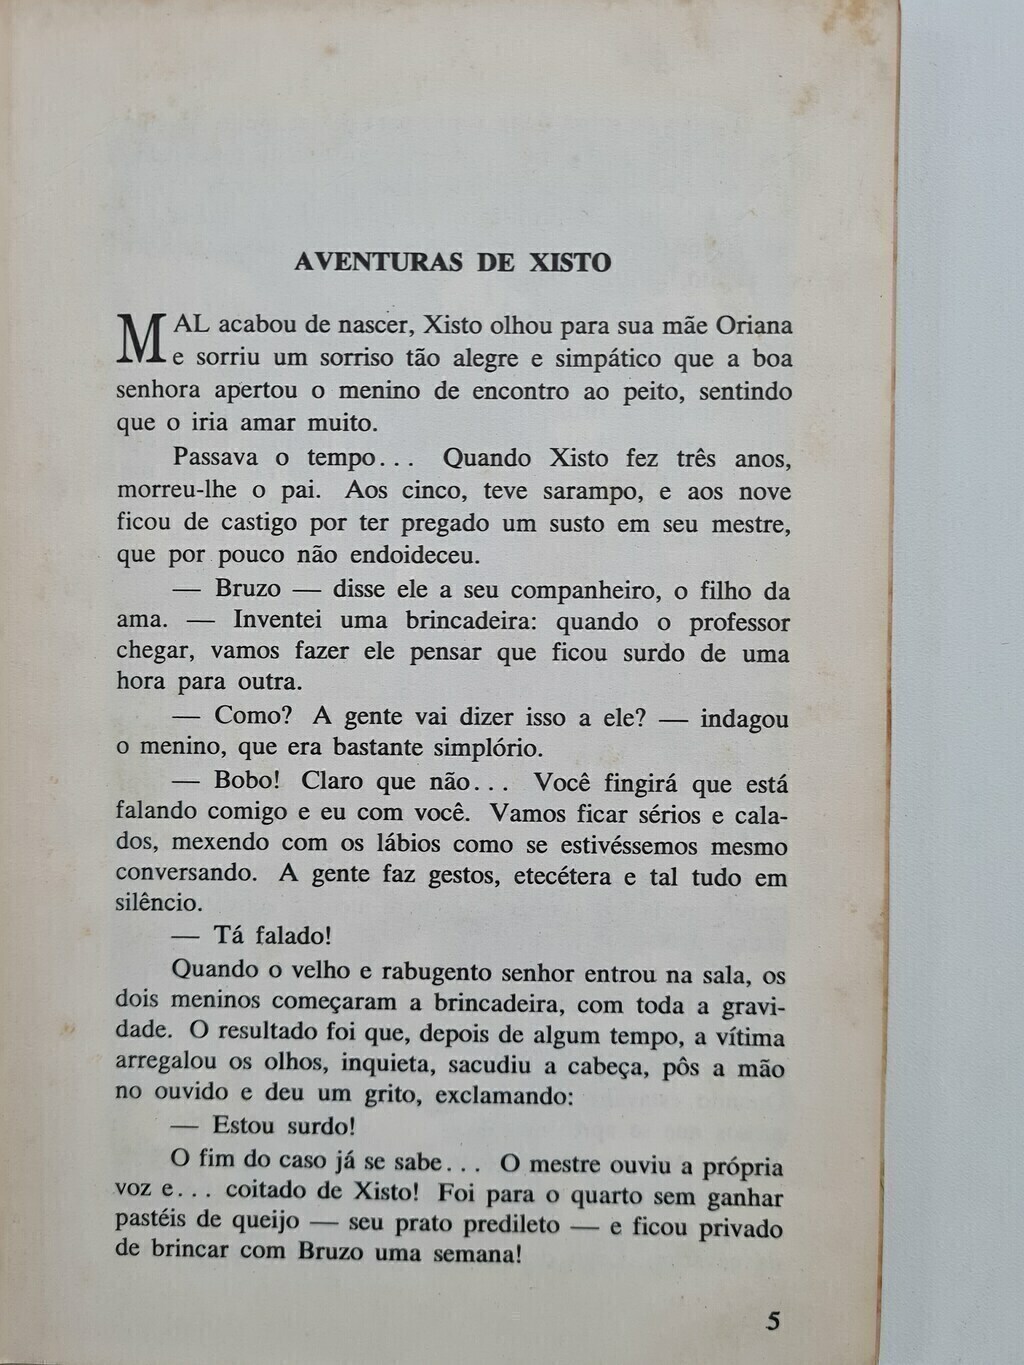 AVENTURAS DE XISTO
MAL acabou de nascer, Xisto olhou para sua mãe Oriana
e sorriu um sorriso tão alegre e simpático que a boa
senhora apertou o menino de encontro ao peito, sentindo
que o iria amar muito.
Passava o tempo... Quando Xisto fez três anos,
morreu-lhe o pai. Aos cinco, teve sarampo, e aos nove
ficou de castigo por ter pregado um susto em seu mestre,
que por pouco não endoideceu.
— Bruzo — disse ele a seu companheiro, o filho da
ama. — Inventei uma brincadeira: quando o professor
chegar, vamos fazer ele pensar que ficou surdo de uma
hora para outra.
— Como? A gente vai dizer isso a ele? — indagou
o menino, que era bastante simplório.
— Bobo! Claro que não... Você fingirá que está
falando comigo e eu com você. Vamos ficar sérios e cala-
dos, mexendo com os lábios como se estivéssemos mesmo
conversando. A gente faz gestos, etecétera e tal tudo em
silêncio.
— Tá falado!
Quando o velho e rabugento senhor entrou na sala, os
dois meninos começaram a brincadeira, com toda a gravi-
dade. O resultado foi que, depois de algum tempo, a vítima
arregalou os olhos, inquieta, sacudiu a cabeça, pôs a mão
no ouvido e deu um grito, exclamando:
— Estou surdo!
O fim do caso já se sabe... O mestre ouviu a própria
voz e... coitado de Xisto! Foi para o quarto sem ganhar
pastéis de queijo — seu prato predileto — e ficou privado
de brincar com Bruzo uma semana!
5